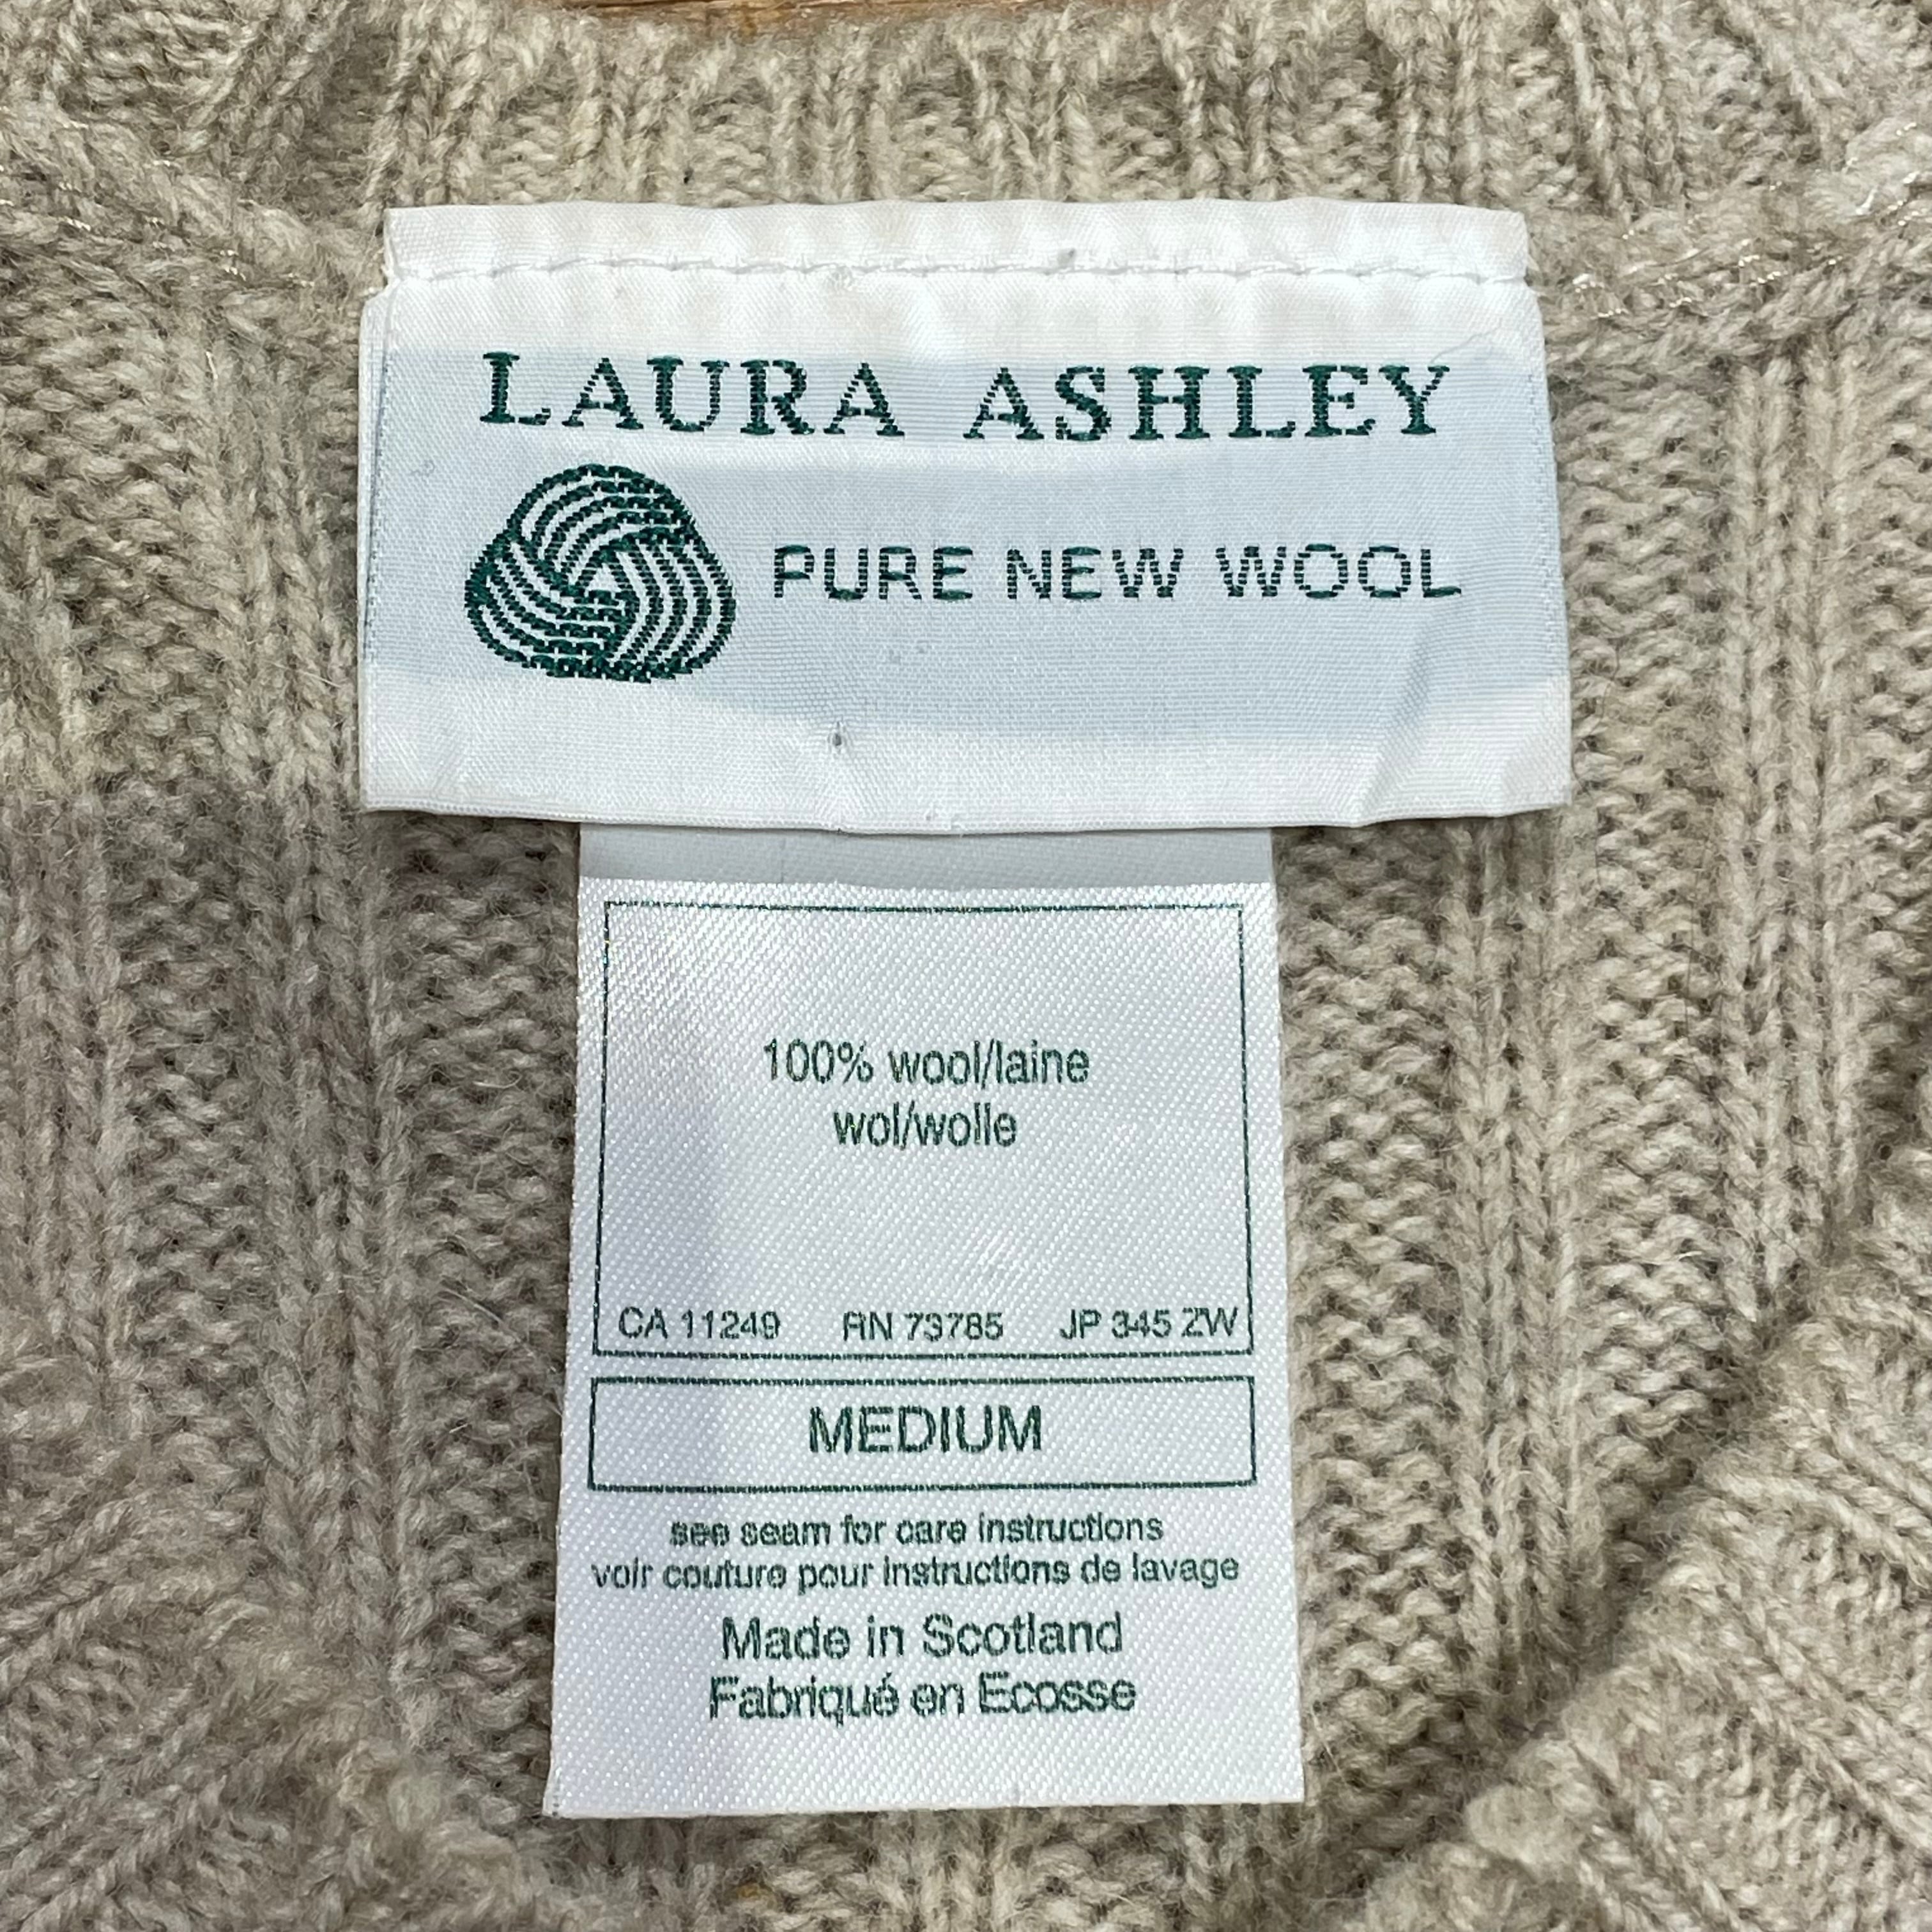 LAURA ASHLEY
PURE NEW WOOL
100% wool/laine
wol/wolle
CA 11249 RN 73785 JP 345 ZW
MEDIUM
see seam for care instructions
voir couture pour instructions de lavage
Made in Scotland
Fabriqué en Ecosse